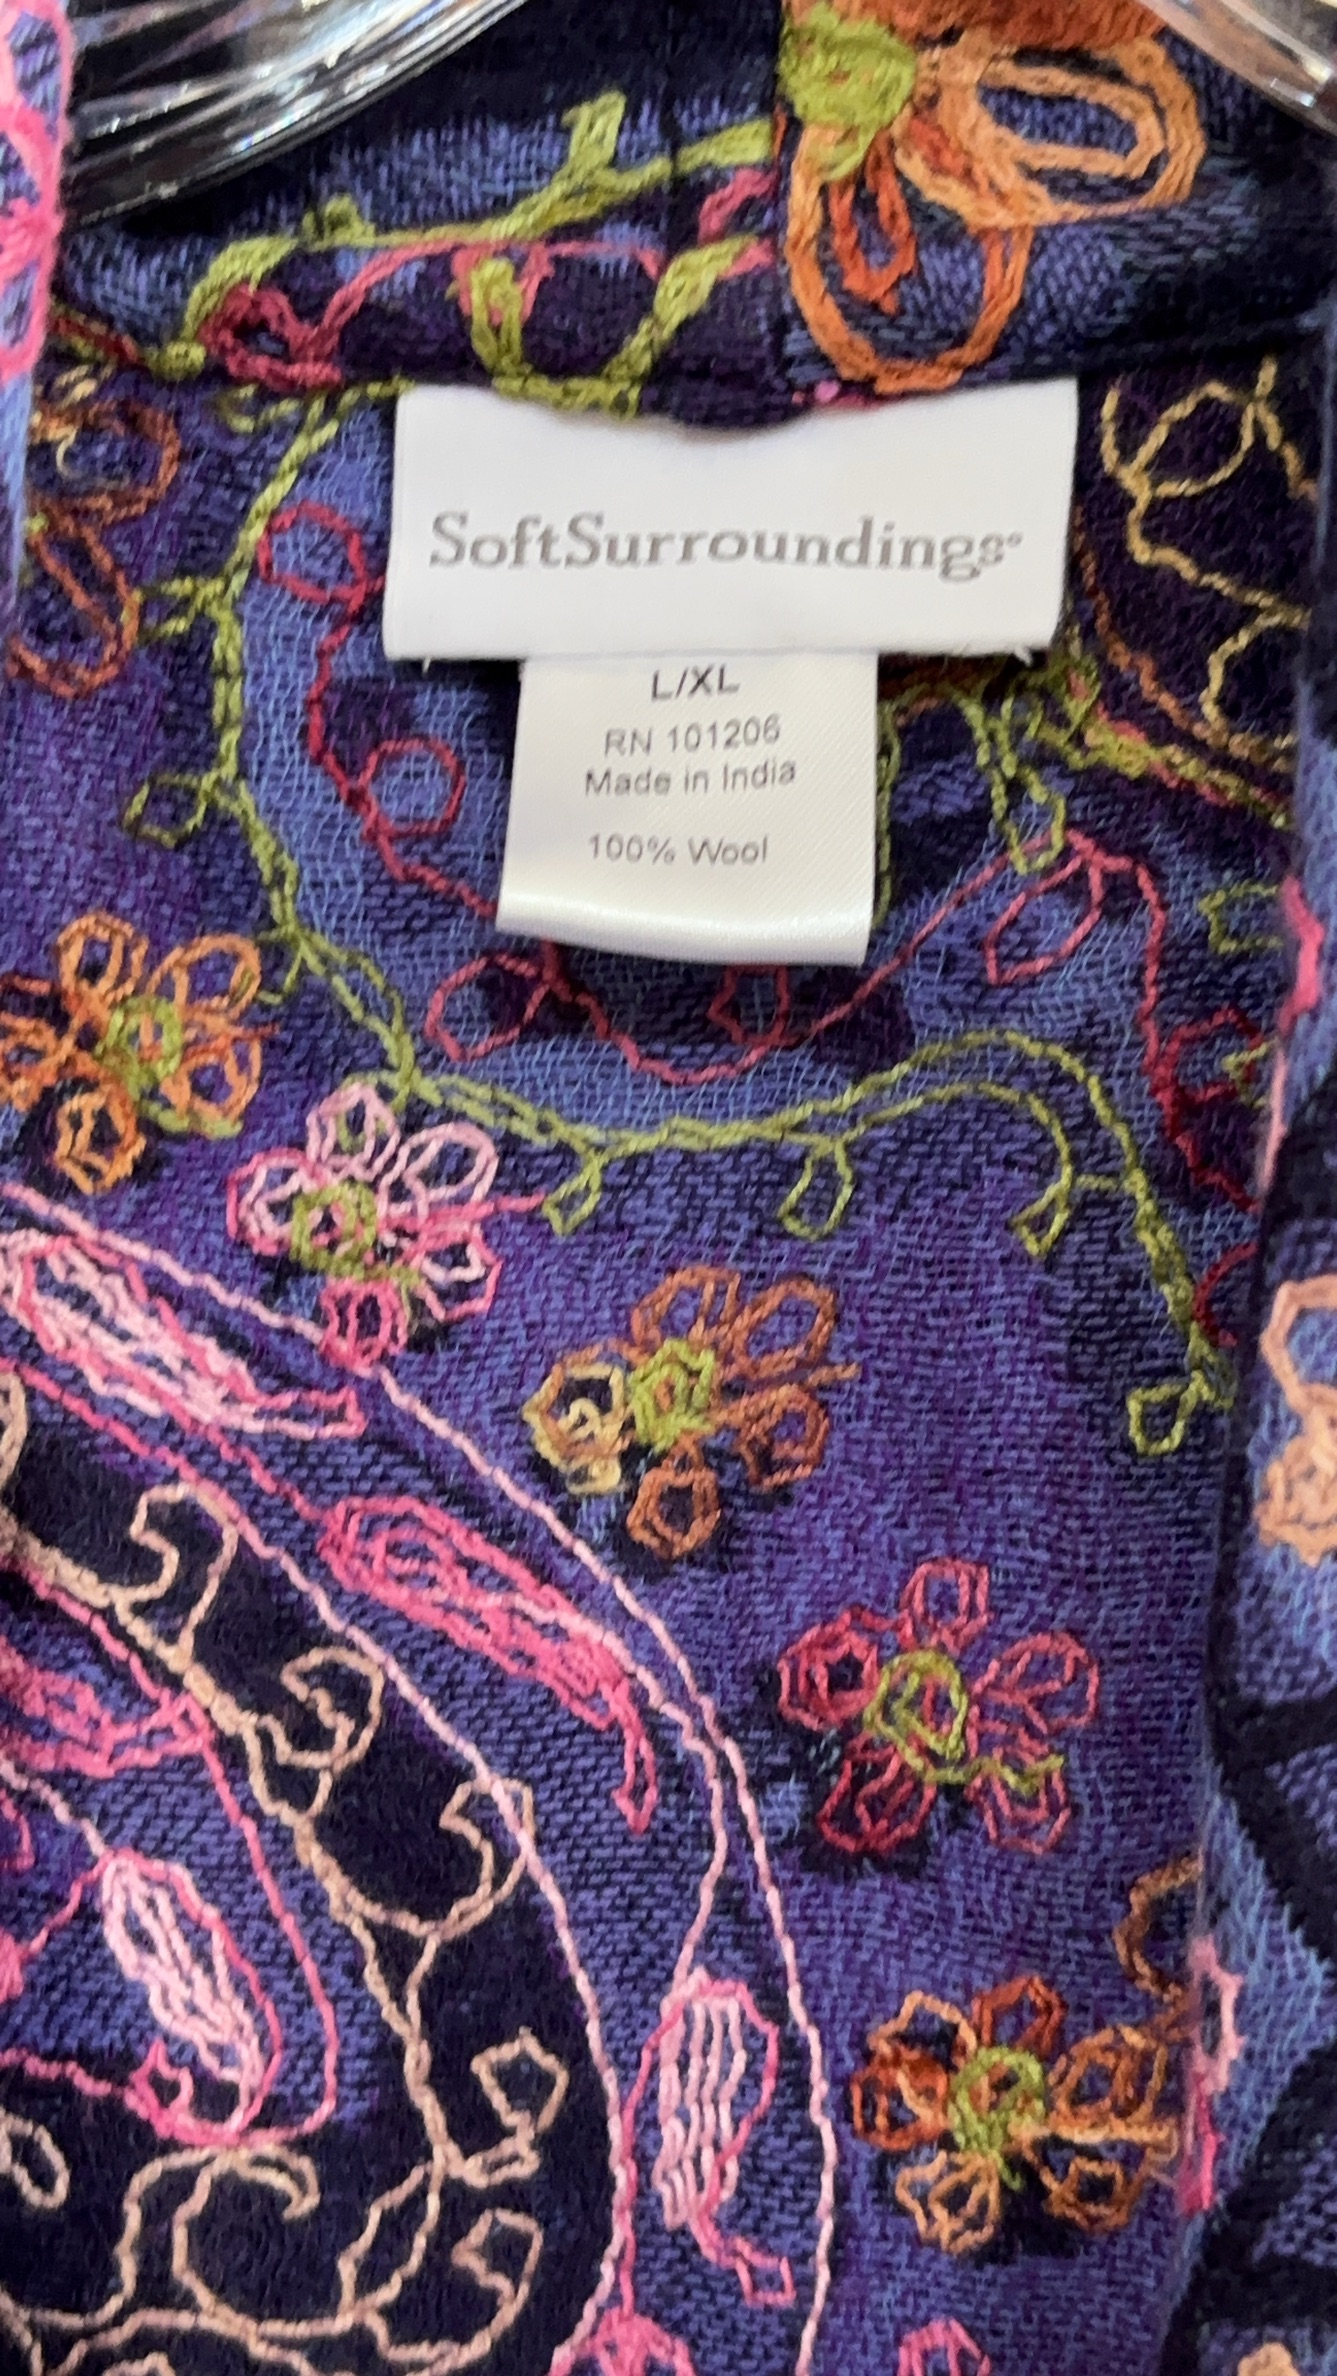 SoftSurroundings®
L/XL
RN 101206
Made in India
100% Wool